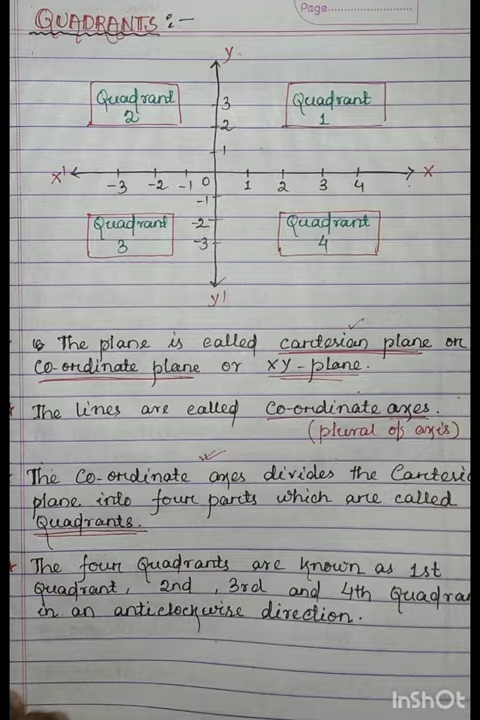 Page
QUADRANTS :-
Y
Quadrant
2
Quadrant
1
3
2
1
X'
-3 -2 -1 0 1 2 3 4
X
-1
-2
-3
Quadrant
3
Quadrant
4
Y'
The plane is called cartesian plane or
Co-ordinate plane or XY-plane.
The lines are called Co-ordinate axes.
(plural of axis)
The Co-ordinate axes divides the Cartesia
plane into four parts which are called
Quadrants.
The four Quadrants are known as 1st
Quadrant, 2nd, 3rd and 4th Quadran
in an anticlockwise direction.
InShOt